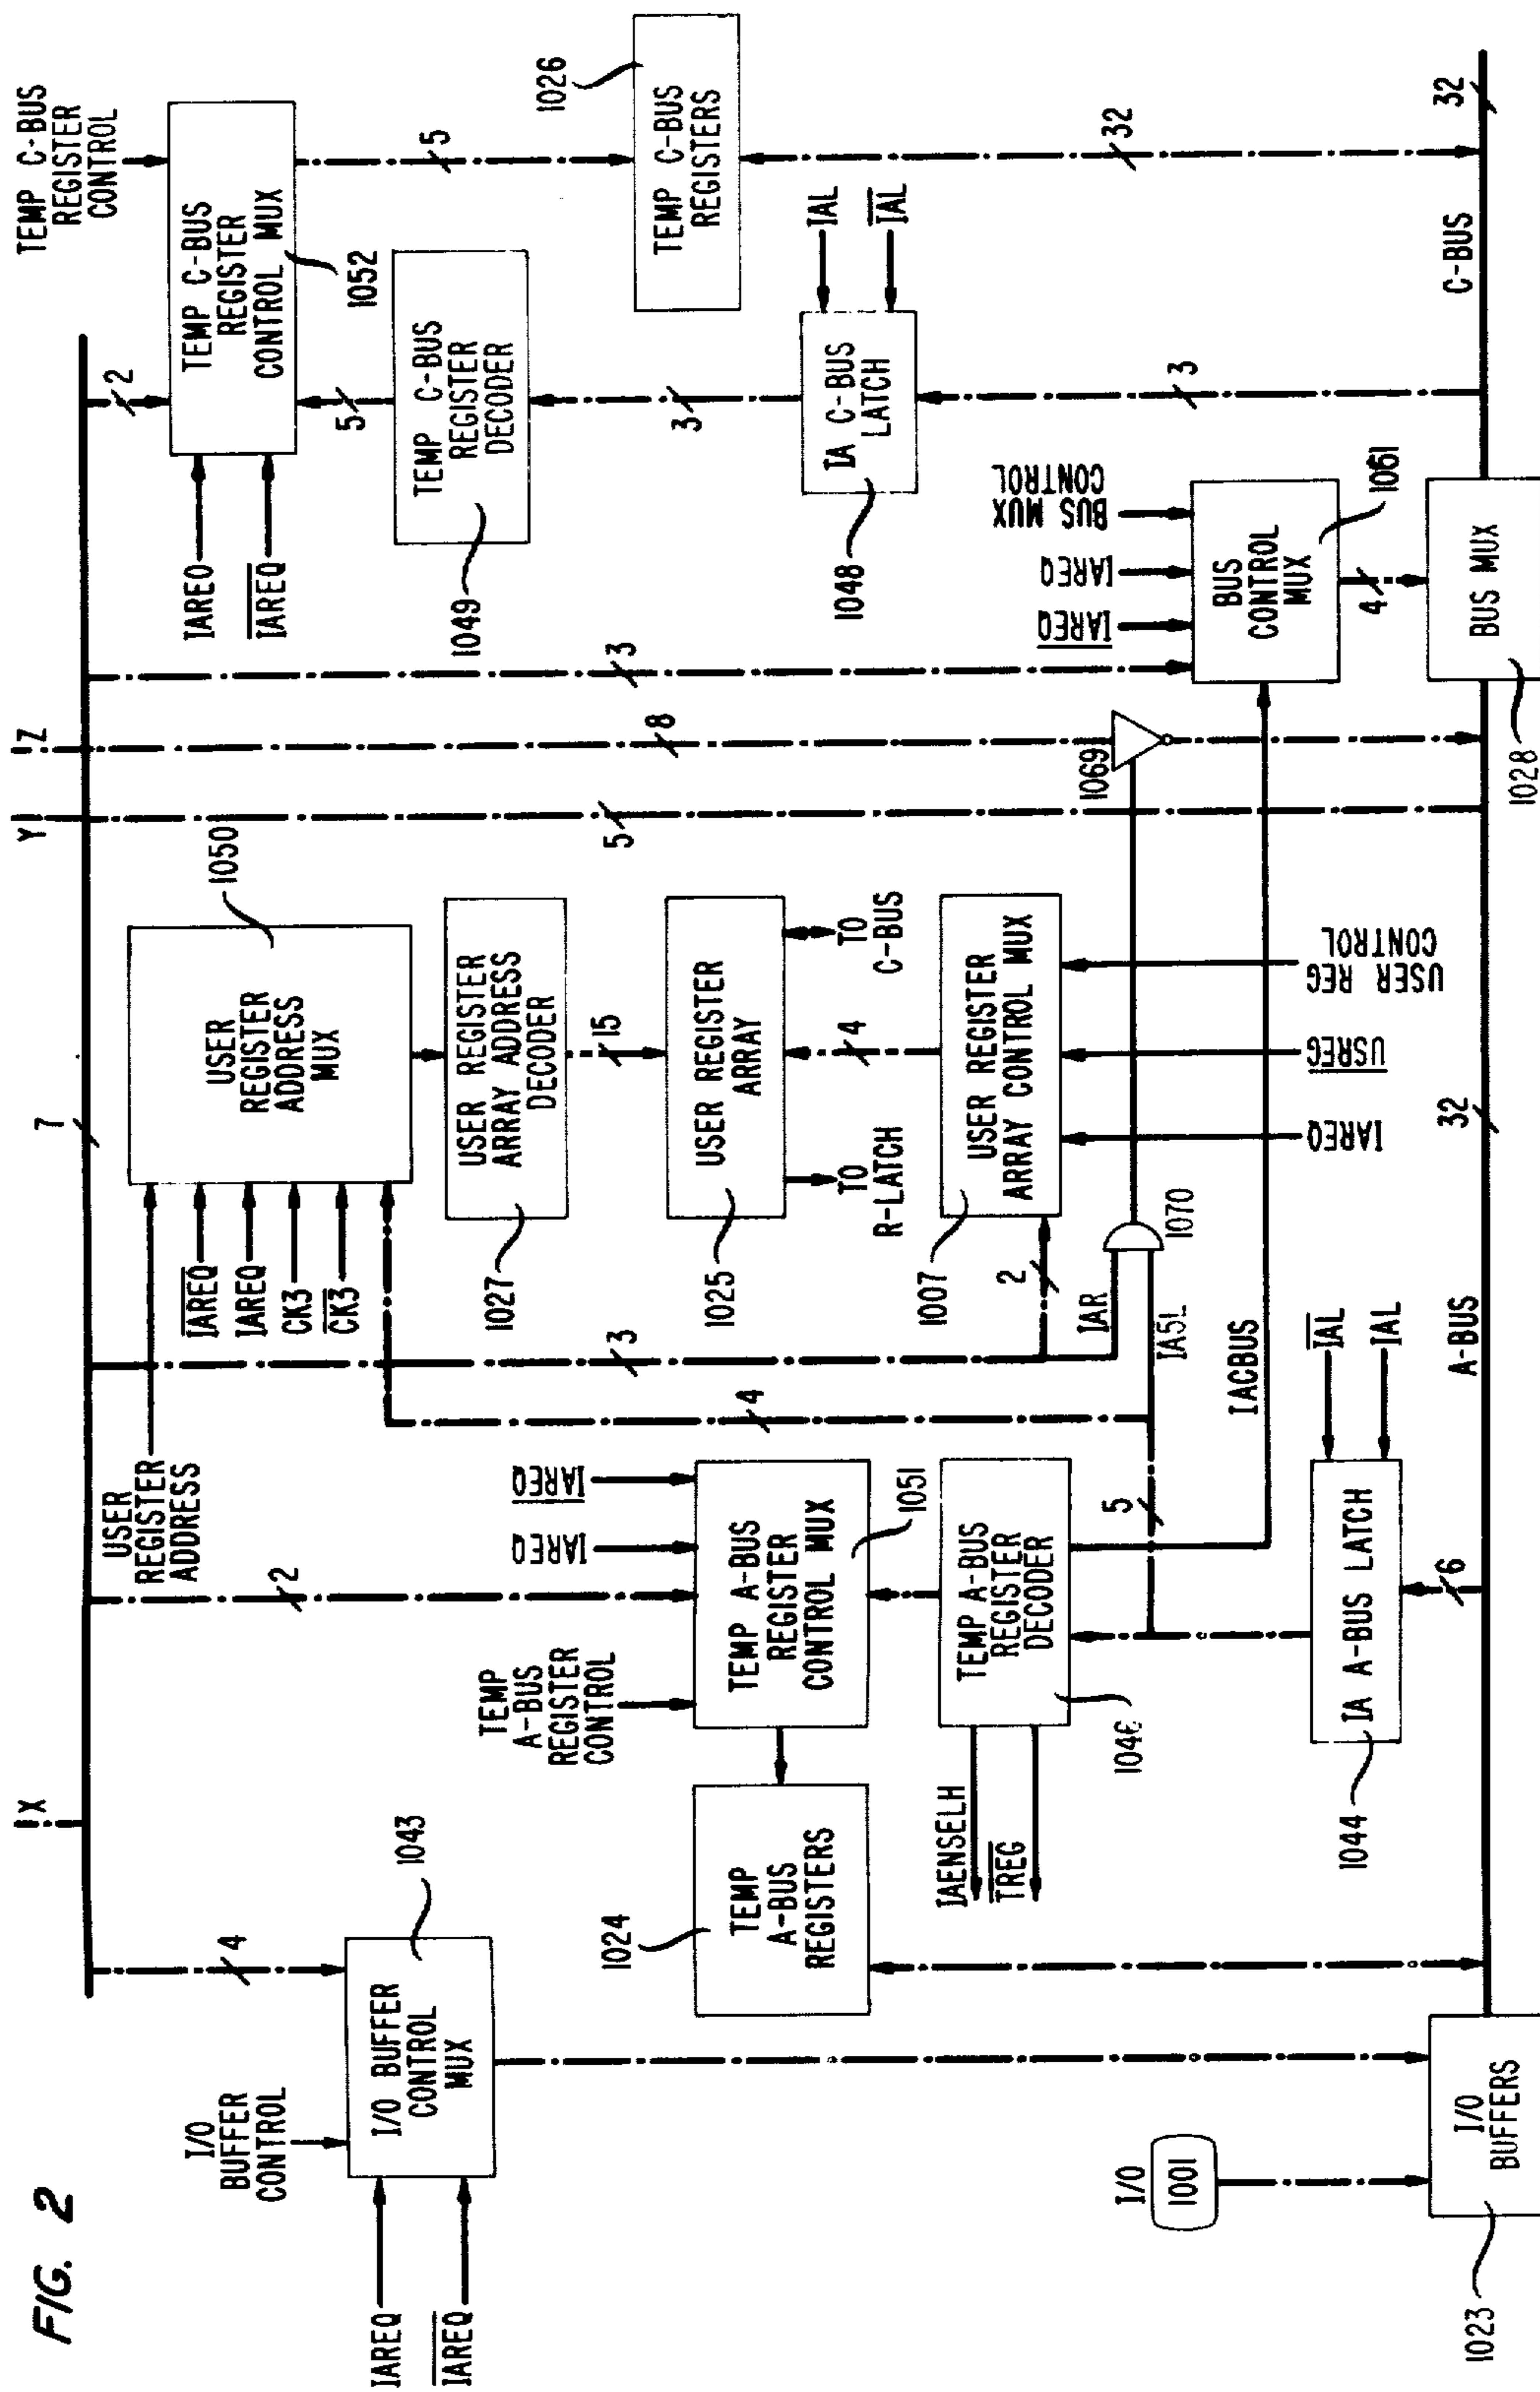 FIG. 2
I/O
BUFFER
CONTROL
IAREQ
IAREQ
I/O BUFFER
CONTROL
MUX
1043
4
X
7
I/O
1001
I/O
BUFFERS
1023
TEMP
A-BUS
REGISTERS
1024
TEMP
A-BUS
REGISTER
CONTROL
2
IAREQ
IAREQ
TEMP A-BUS
REGISTER
CONTROL MUX
1051
TEMP A-BUS
REGISTER
DECODER
IAENSELH
TREG
5
IA A-BUS LATCH
1044
IAL
IAL
6
A-BUS
32
USER
REGISTER
ADDRESS
IAREQ
IAREQ
CK3
CK3
4
3
USER
REGISTER
ADDRESS
MUX
1050
USER REGISTER
ARRAY ADDRESS
DECODER
1027
15
USER REGISTER
ARRAY
1025
TO
R-LATCH
TO
C-BUS
4
USER REGISTER
ARRAY CONTROL MUX
1007
2
IAR
IA5L
1070
IACBUS
IAREQ
USREG
USER REG
CONTROL
Y
5
Z
8
1069
3
IAREQ
IAREQ
BUS MUX
CONTROL
BUS
CONTROL
MUX
1061
4
BUS MUX
1028
TEMP C-BUS
REGISTER
CONTROL
2
IAREQ
IAREQ
TEMP C-BUS
REGISTER
CONTROL MUX
1052
5
5
TEMP C-BUS
REGISTER
DECODER
1049
3
IA C-BUS
LATCH
1048
IAL
IAL
3
TEMP C-BUS
REGISTERS
1026
32
C-BUS
32